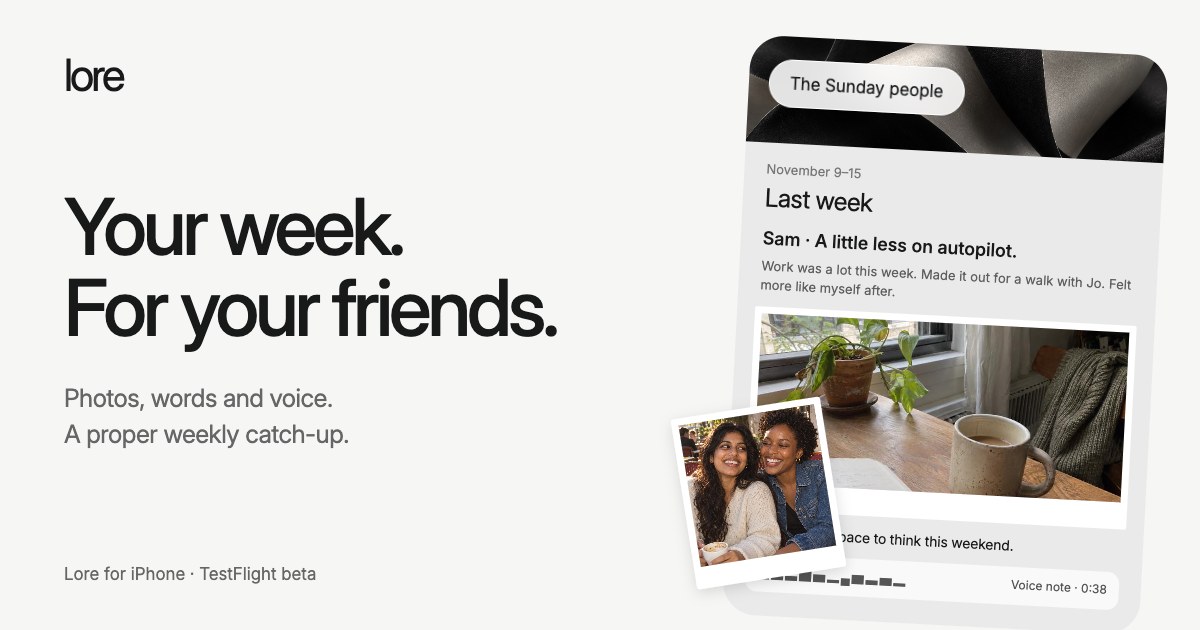 lore
Your week.
For your friends.
Photos, words and voice.
A proper weekly catch-up.
Lore for iPhone · TestFlight beta
The Sunday people
November 9–15
Last week
Sam · A little less on autopilot.
Work was a lot this week. Made it out for a walk with Jo. Felt
more like myself after.
to think this weekend.
Voice note · 0:38